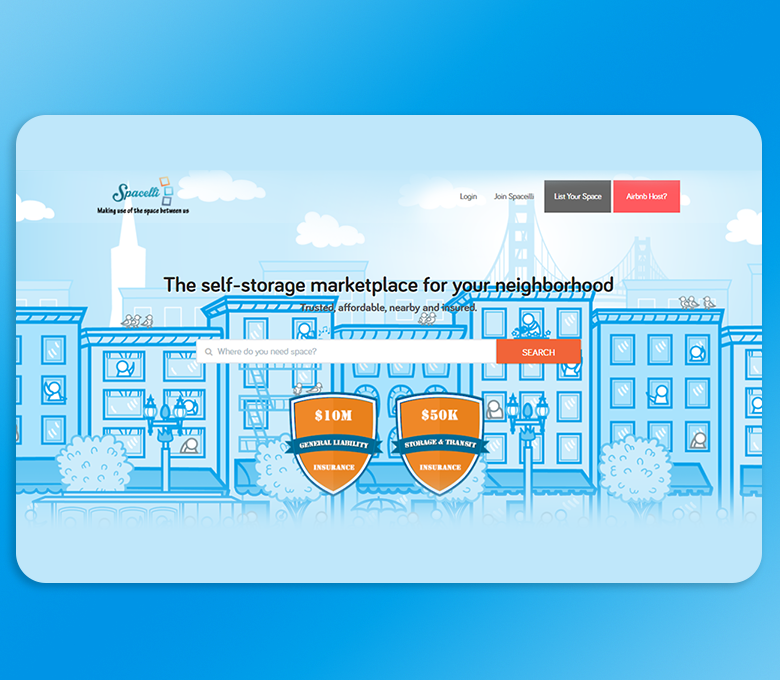 Spacelli
Making use of the space between us
Login
Join Spacelli
List Your Space
Airbnb Host?
The self-storage marketplace for your neighborhood
Trusted, affordable, nearby and insured.
Where do you need space?
SEARCH
$10M
GENERAL LIABILITY
INSURANCE
$50K
STORAGE & TRANSIT
INSURANCE